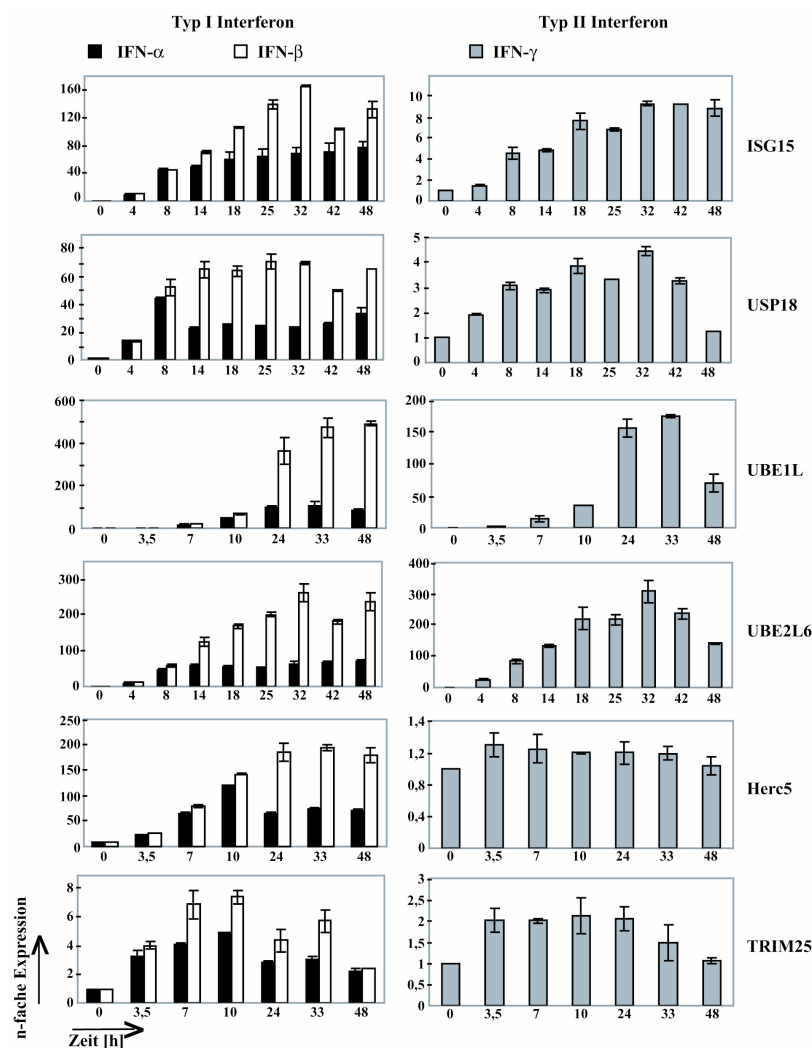 Typ I Interferon
Typ II Interferon
IFN-α
IFN-β
IFN-γ
160
120
80
40
0
0 4 8 14 18 25 32 42 48
10
8
6
4
2
0
0 4 8 14 18 25 32 42 48
ISG15
80
60
40
20
0
0 4 8 14 18 25 32 42 48
5
4
3
2
1
0
0 4 8 14 18 25 32 42 48
USP18
600
400
200
0
0 3,5 7 10 24 33 48
200
150
100
50
0
0 3,5 7 10 24 33 48
UBE1L
300
200
100
0
0 4 8 14 18 25 32 42 48
400
300
200
100
0
0 4 8 14 18 25 32 42 48
UBE2L6
250
200
150
100
50
0
0 3,5 7 10 24 33 48
1,4
1,2
0,8
0,4
0
0 3,5 7 10 24 33 48
Herc5
8
6
4
2
0
0 3,5 7 10 24 33 48
3
2,5
2
1,5
1
0,5
0
0 3,5 7 10 24 33 48
TRIM25
n-fache Expression
Zeit [h]